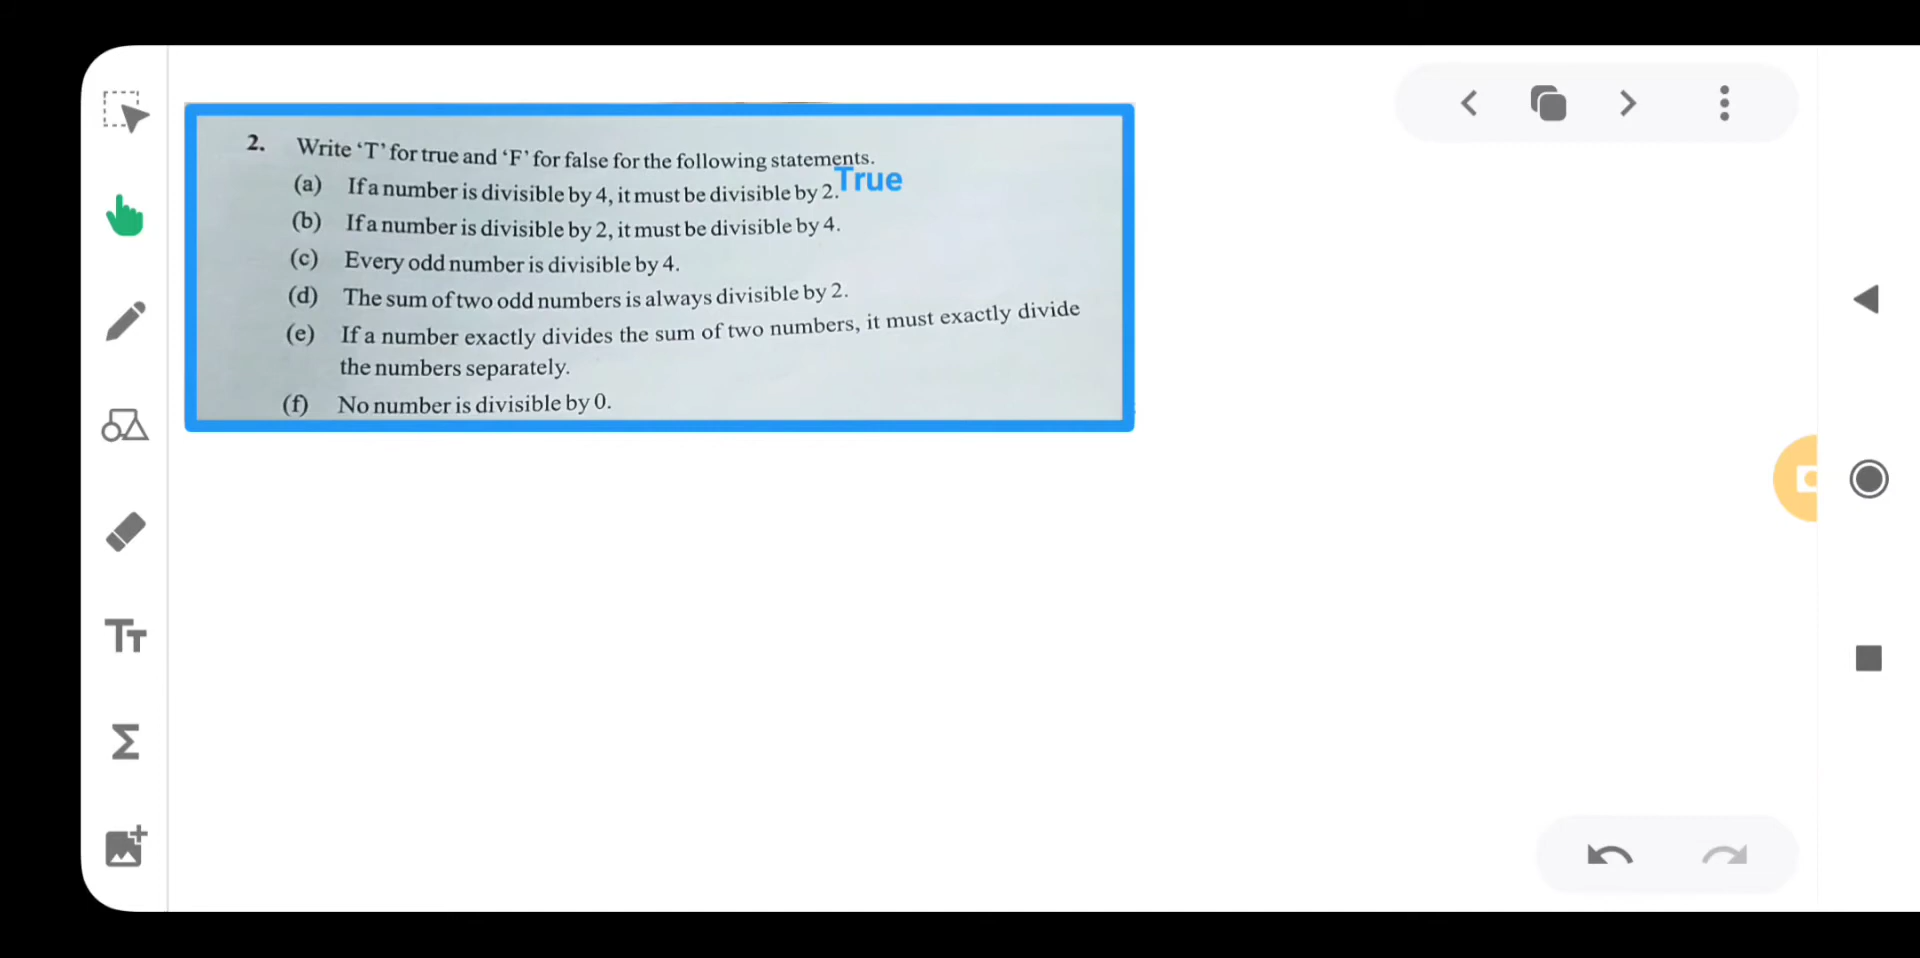 2. Write ‘T’ for true and ‘F’ for false for the following statements.
(a) If a number is divisible by 4, it must be divisible by 2. True
(b) If a number is divisible by 2, it must be divisible by 4.
(c) Every odd number is divisible by 4.
(d) The sum of two odd numbers is always divisible by 2.
(e) If a number exactly divides the sum of two numbers, it must exactly divide
the numbers separately.
(f) No number is divisible by 0.
Tт
Σ